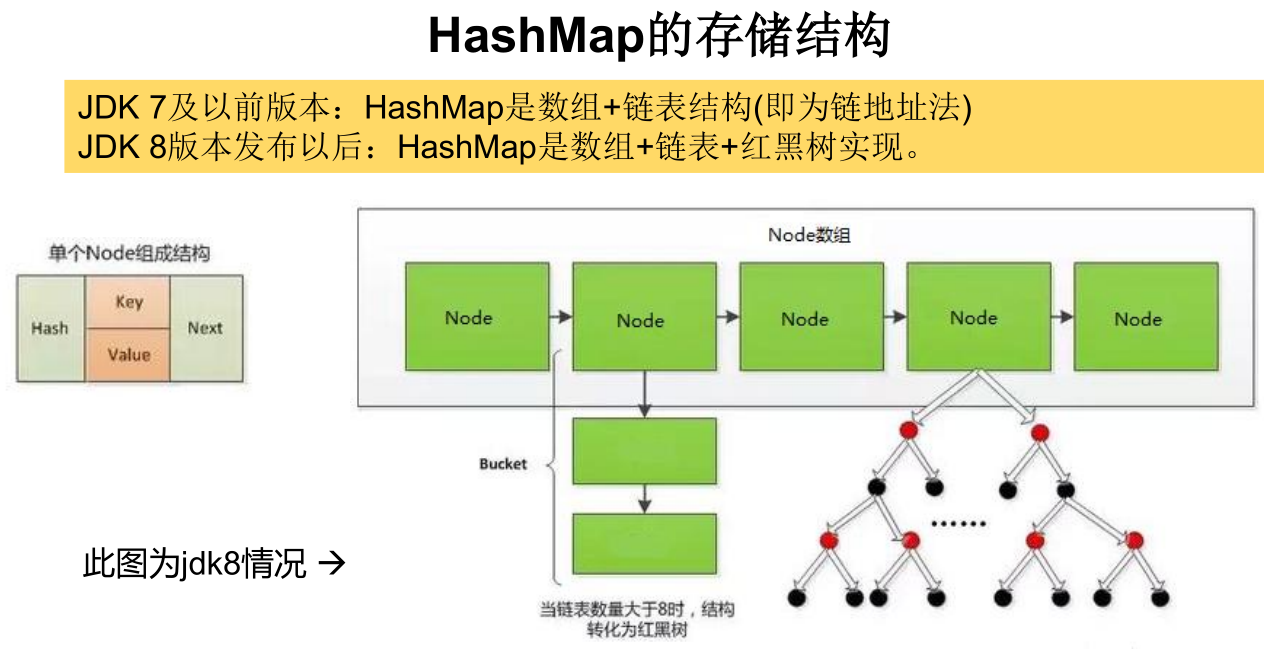 HashMap的存储结构
JDK 7及以前版本：HashMap是数组+链表结构(即为链地址法)
JDK 8版本发布以后：HashMap是数组+链表+红黑树实现。
单个Node组成结构
Hash
Key
Value
Next
Node数组
Node
Node
Node
Node
Node
Bucket
......
此图为jdk8情况 →
当链表数量大于8时，结构
转化为红黑树